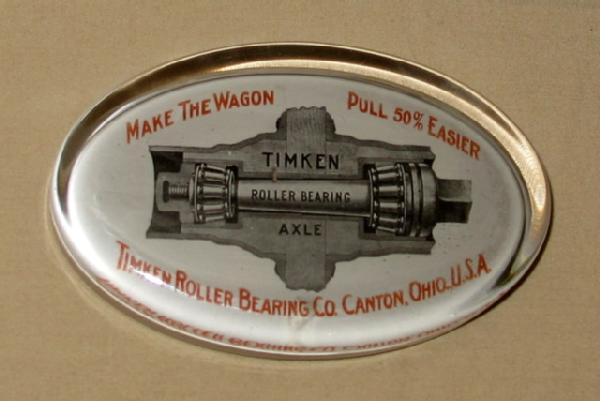 MAKE THE WAGON PULL 50% EASIER
TIMKEN
ROLLER BEARING
AXLE
TIMKEN ROLLER BEARING CO. CANTON, OHIO, U.S.A.